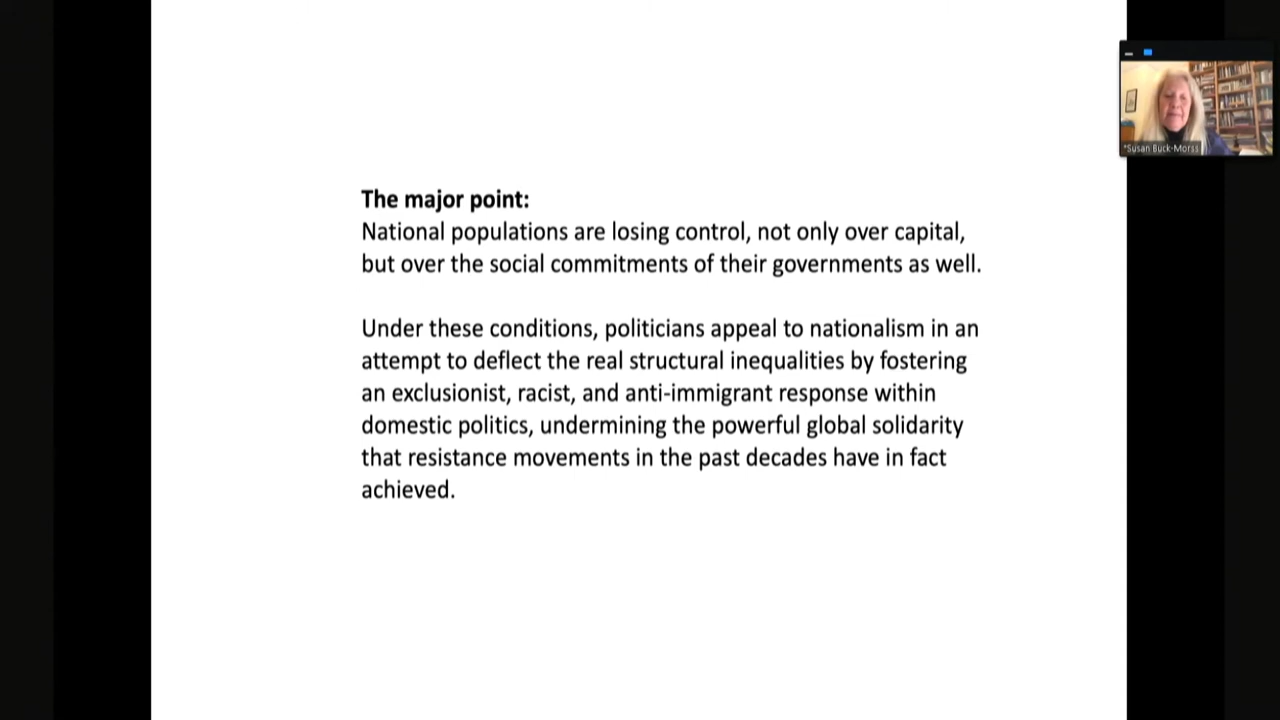 The major point:
National populations are losing control, not only over capital,
but over the social commitments of their governments as well.
Under these conditions, politicians appeal to nationalism in an
attempt to deflect the real structural inequalities by fostering
an exclusionist, racist, and anti-immigrant response within
domestic politics, undermining the powerful global solidarity
that resistance movements in the past decades have in fact
achieved.
*Susan Buck-Morss